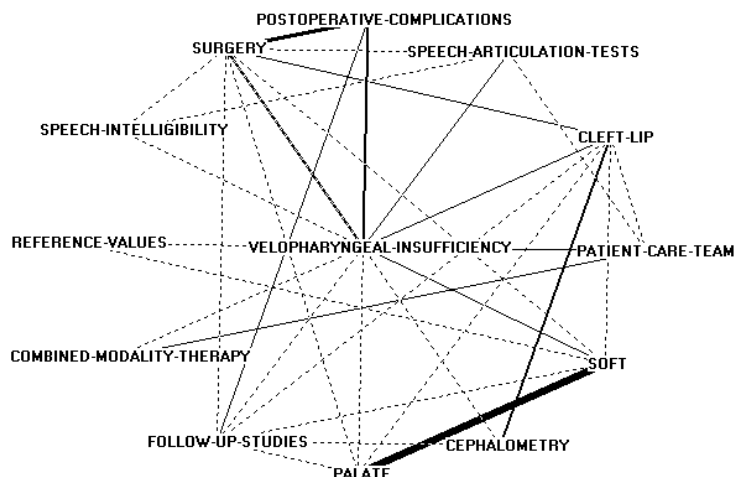 POSTOPERATIVE-COMPLICATIONS
SURGERY
SPEECH-ARTICULATION-TESTS
SPEECH-INTELLIGIBILITY
CLEFT-LIP
REFERENCE-VALUES
VELOPHARYNGEAL-INSUFFICIENCY
PATIENT-CARE-TEAM
COMBINED-MODALITY-THERAPY
SOFT
FOLLOW-UP-STUDIES
CEPHALOMETRY
PALATE